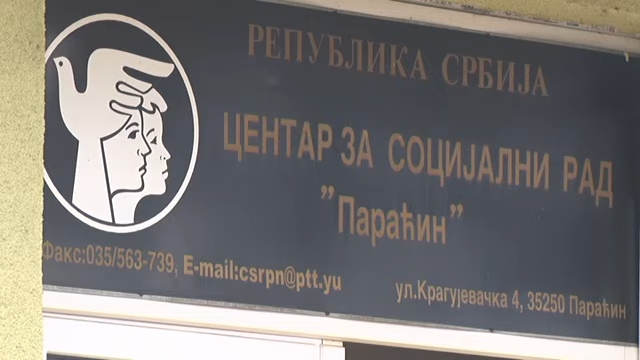 РЕПУБЛИКА СРБИЈА
ЦЕНТАР ЗА СОЦИЈАЛНИ РАД
"Параћин"
Факс:035/563-739, E-mail:csrpn@ptt.yu
ул.Крагујевачка 4, 35250 Параћин